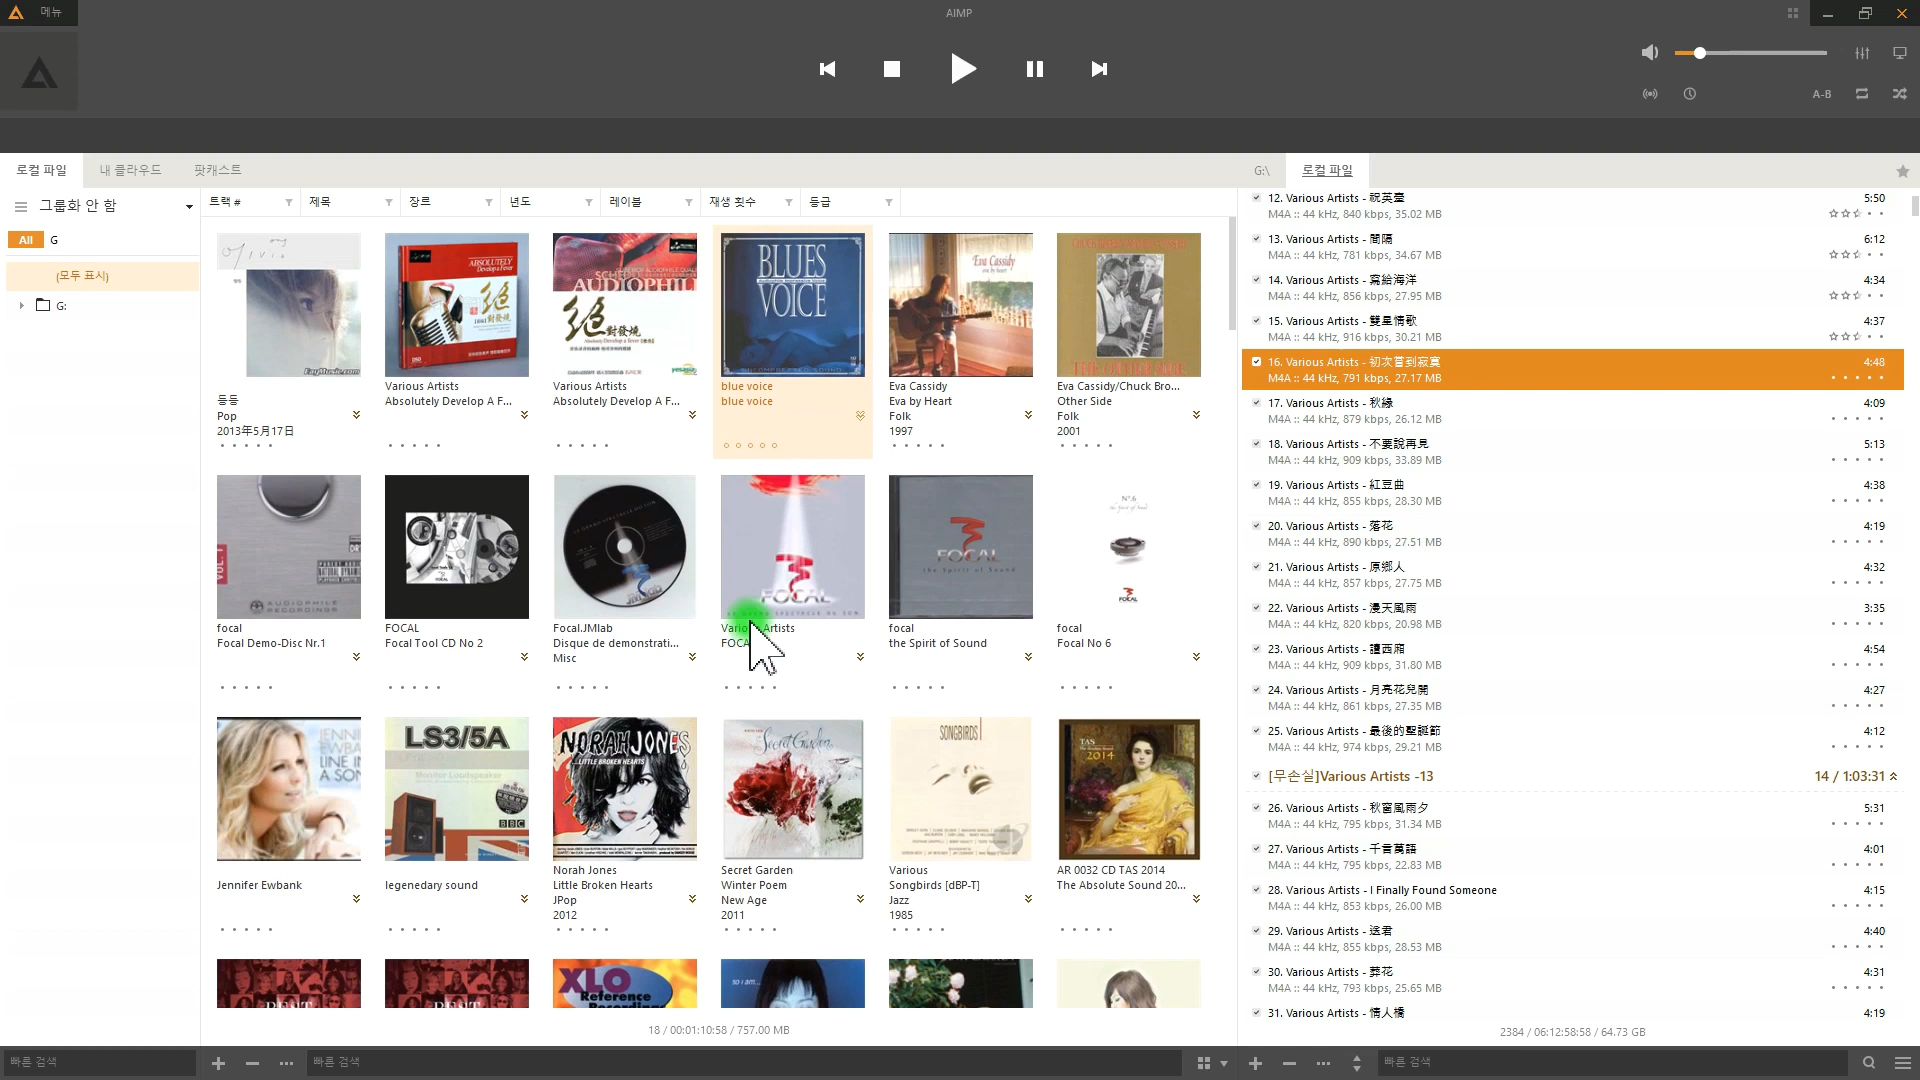 메뉴
AIMP
A-B
로컬 파일
내 클라우드
팟캐스트
G:\
로컬 파일
그룹화 안 함
트랙 #
제목
장르
년도
레이블
재생 횟수
등급
All G
(모두 표시)
G:
등등
Pop
2013年5月17日
Various Artists
Absolutely Develop A F...
Various Artists
Absolutely Develop A F...
BLUES
VOICE
blue voice
blue voice
Eva Cassidy
Eva by Heart
Folk
1997
Eva Cassidy/Chuck Bro...
Other Side
Folk
2001
focal
Focal Demo-Disc Nr.1
FOCAL
Focal Tool CD No 2
Focal.JMlab
Disque de demonstrati...
Misc
Various Artists
FOCA
focal
the Spirit of Sound
focal
Focal No 6
Jennifer Ewbank
LS3/5A
legenedary sound
NORAH JONES
...LITTLE BROKEN HEARTS
Norah Jones
Little Broken Hearts
JPop
2012
Secret Garden
Secret Garden
Winter Poem
New Age
2011
SONGBIRDS
Various
Songbirds [dBP-T]
Jazz
1985
TAS
2014
AR 0032 CD TAS 2014
The Absolute Sound 20...
XLO
Reference
so i am...
18 / 00:01:10:58 / 757.00 MB
12. Various Artists - 祝英臺 5:50
M4A :: 44 kHz, 840 kbps, 35.02 MB
13. Various Artists - 間隔 6:12
M4A :: 44 kHz, 781 kbps, 34.67 MB
14. Various Artists - 寫給海洋 4:34
M4A :: 44 kHz, 856 kbps, 27.95 MB
15. Various Artists - 雙星情歌 4:37
M4A :: 44 kHz, 916 kbps, 30.21 MB
16. Various Artists - 初次嘗到寂寞 4:48
M4A :: 44 kHz, 791 kbps, 27.17 MB
17. Various Artists - 秋緣 4:09
M4A :: 44 kHz, 879 kbps, 26.12 MB
18. Various Artists - 不要說再見 5:13
M4A :: 44 kHz, 909 kbps, 33.89 MB
19. Various Artists - 紅豆曲 4:38
M4A :: 44 kHz, 855 kbps, 28.30 MB
20. Various Artists - 落花 4:19
M4A :: 44 kHz, 890 kbps, 27.51 MB
21. Various Artists - 原鄉人 4:32
M4A :: 44 kHz, 857 kbps, 27.75 MB
22. Various Artists - 漫天風雨 3:35
M4A :: 44 kHz, 820 kbps, 20.98 MB
23. Various Artists - 讀西廂 4:54
M4A :: 44 kHz, 909 kbps, 31.80 MB
24. Various Artists - 月亮花兒開 4:27
M4A :: 44 kHz, 861 kbps, 27.35 MB
25. Various Artists - 最後的聖誕節 4:12
M4A :: 44 kHz, 974 kbps, 29.21 MB
[무손실]Various Artists -13 14 / 1:03:31
26. Various Artists - 秋窗風雨夕 5:31
M4A :: 44 kHz, 795 kbps, 31.34 MB
27. Various Artists - 千言萬語 4:01
M4A :: 44 kHz, 795 kbps, 22.83 MB
28. Various Artists - I Finally Found Someone 4:15
M4A :: 44 kHz, 853 kbps, 26.00 MB
29. Various Artists - 送君 4:40
M4A :: 44 kHz, 855 kbps, 28.53 MB
30. Various Artists - 葬花 4:31
M4A :: 44 kHz, 793 kbps, 25.65 MB
31. Various Artists - 情人橋 4:19
2384 / 06:12:58:58 / 64.73 GB
빠른 검색
빠른 검색
빠른 검색